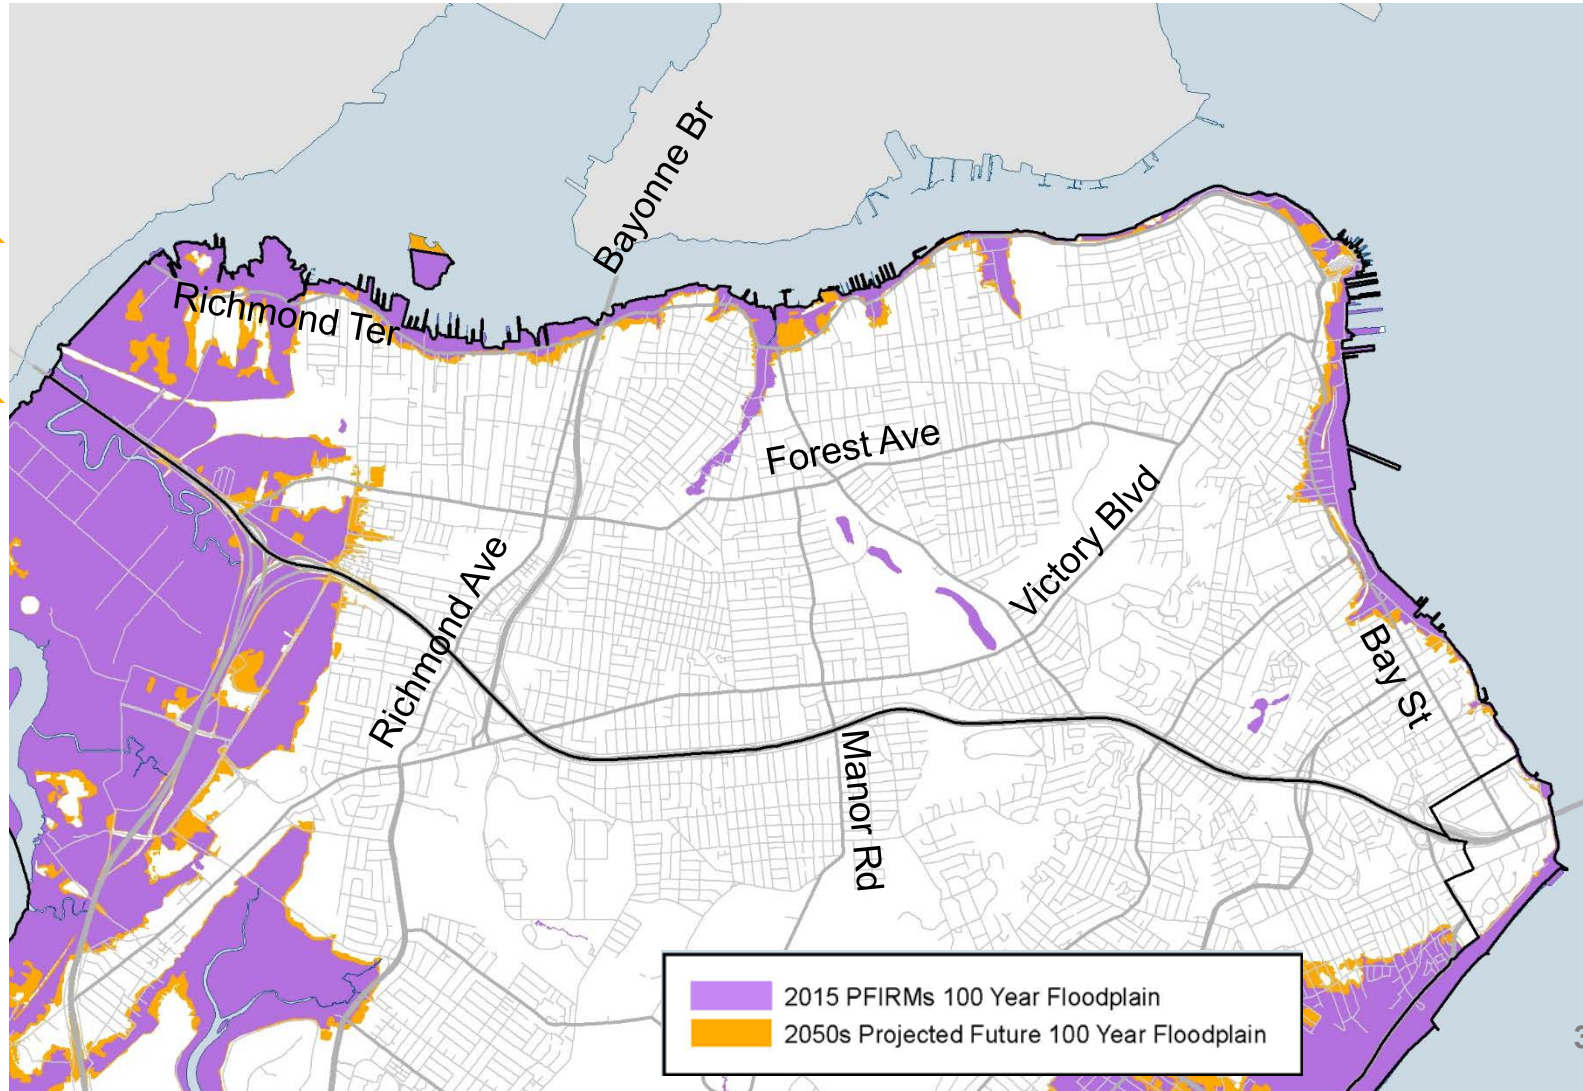 Bayonne Br
Richmond Ter
Forest Ave
Victory Blvd
Richmond Ave
Bay St
Manor Rd
2015 PFIRMs 100 Year Floodplain
2050s Projected Future 100 Year Floodplain
3